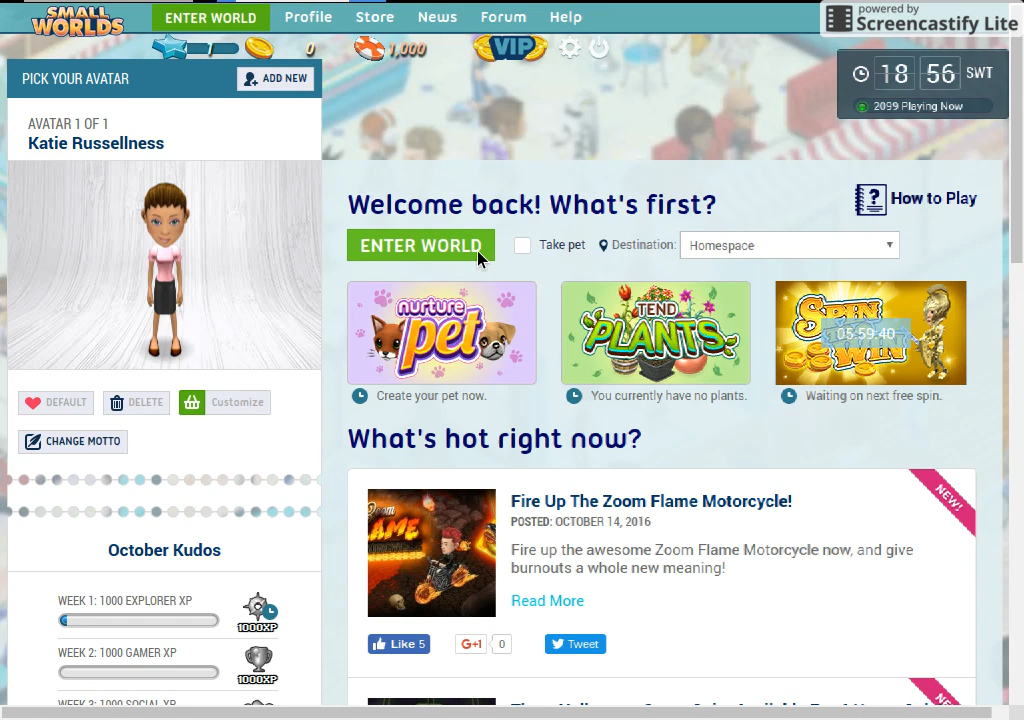 SMALL
WORLDS
ENTER WORLD
Profile
Store
News
Forum
Help
powered by
Screencastify Lite
0
1,000
VIP
PICK YOUR AVATAR
ADD NEW
18 56 SWT
2099 Playing Now
AVATAR 1 OF 1
Katie Russellness
Welcome back! What's first?
? How to Play
ENTER WORLD
Take pet
Destination:
Homespace
nurture
pet
TEND
PLANTS
SPIN
WIN
05:59:40
Create your pet now.
You currently have no plants.
Waiting on next free spin.
DEFAULT
DELETE
Customize
CHANGE MOTTO
What's hot right now?
NEW!
Fire Up The Zoom Flame Motorcycle!
POSTED: OCTOBER 14, 2016
Fire up the awesome Zoom Flame Motorcycle now, and give
burnouts a whole new meaning!
Read More
Like 5
G+1
0
Tweet
October Kudos
WEEK 1: 1000 EXPLORER XP
1000XP
WEEK 2: 1000 GAMER XP
1000XP